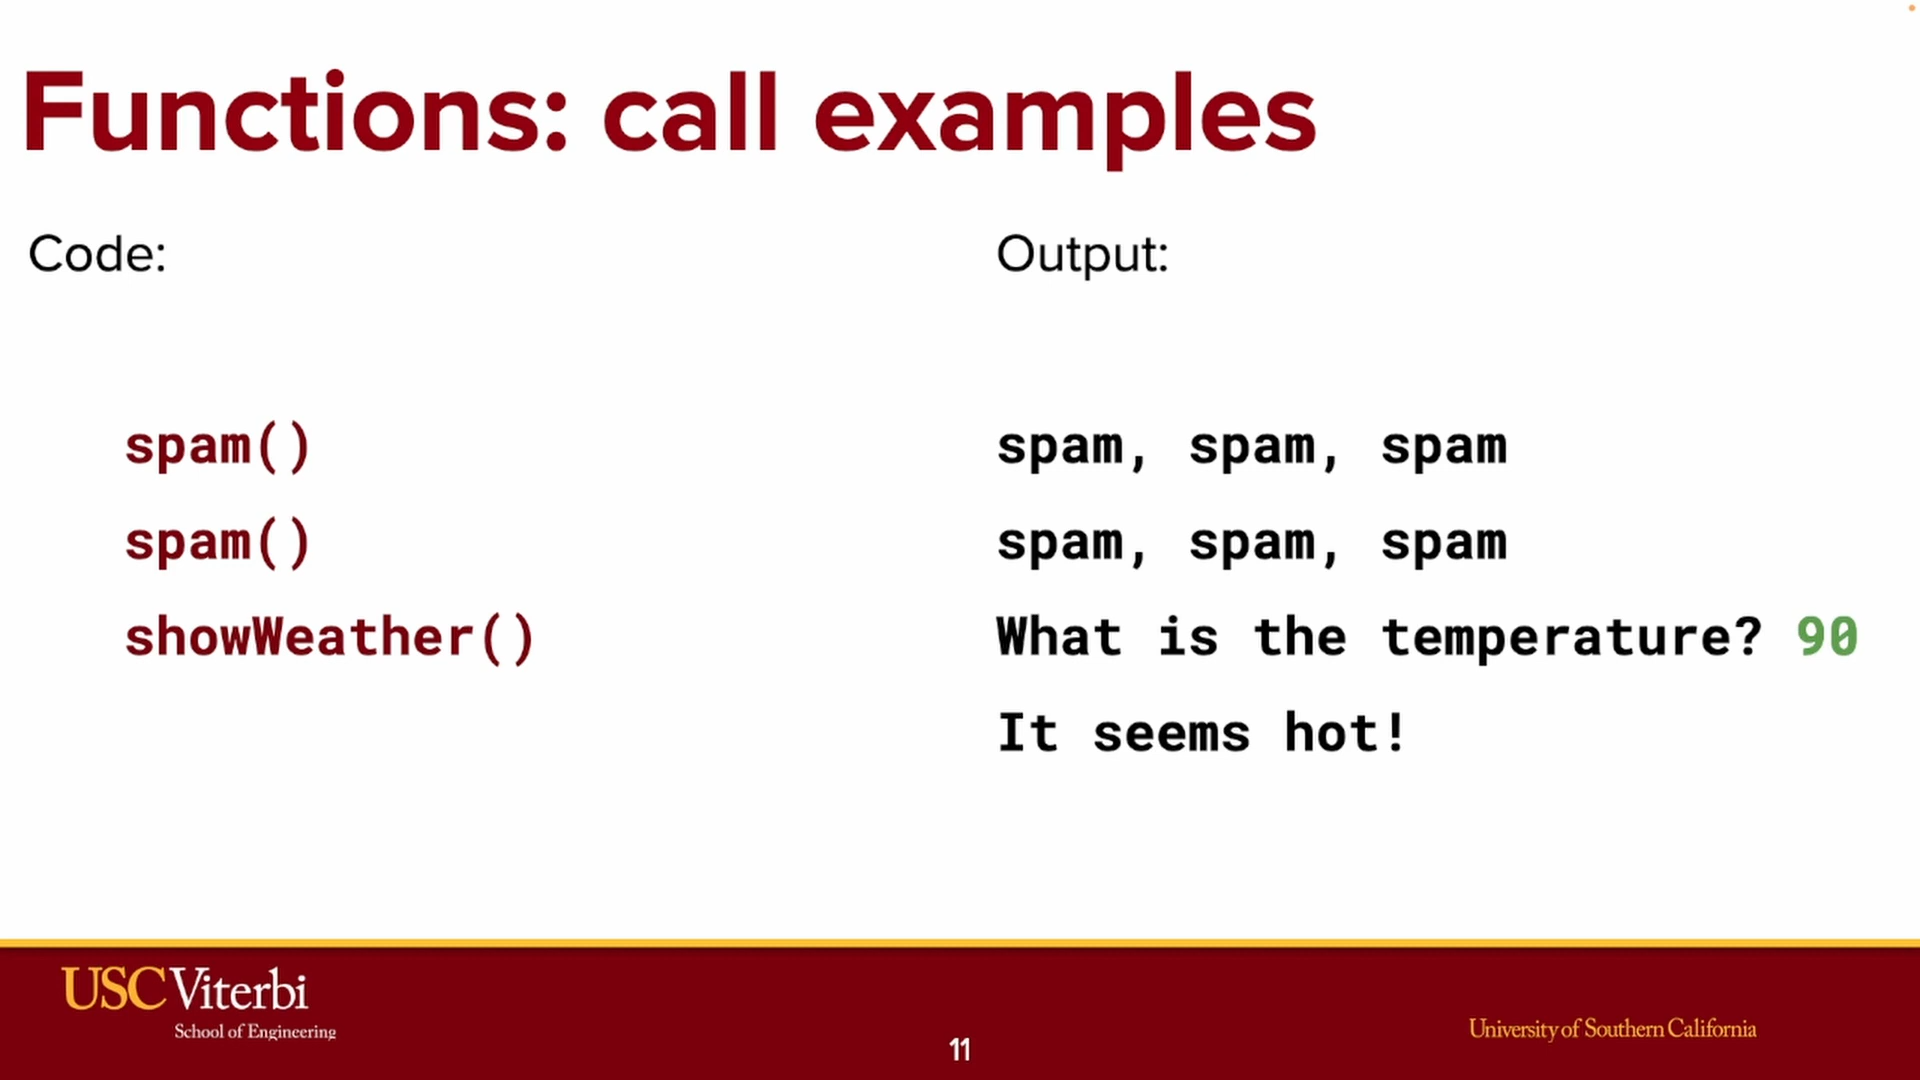 Functions: call examples
Code:
Output:
spam()
spam, spam, spam
spam()
spam, spam, spam
showWeather()
What is the temperature? 90
It seems hot!
USC Viterbi
School of Engineering
11
University of Southern California